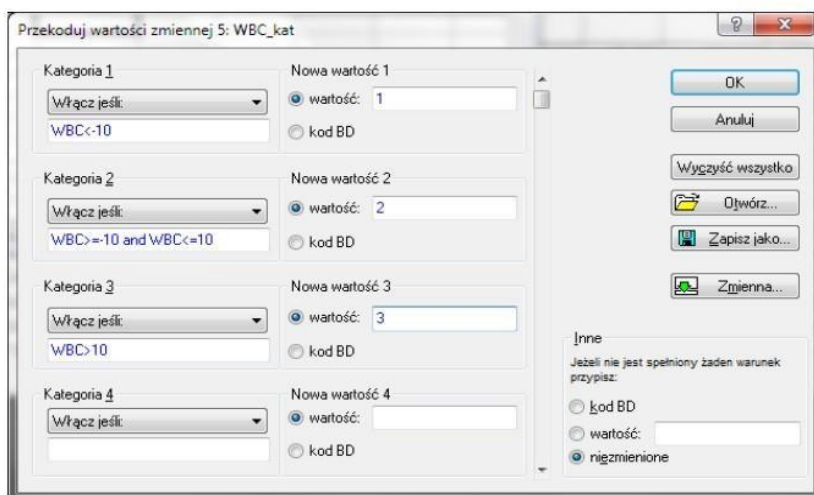 Przekoduj wartości zmiennej 5: WBC_kat
Kategoria 1
Włącz jeśli:
WBC<-10
Nowa wartość 1
wartość: 1
kod BD
Kategoria 2
Włącz jeśli:
WBC>=-10 and WBC<=10
Nowa wartość 2
wartość: 2
kod BD
Kategoria 3
Włącz jeśli:
WBC>10
Nowa wartość 3
wartość: 3
kod BD
Kategoria 4
Włącz jeśli:
Nowa wartość 4
wartość:
kod BD
OK
Anuluj
Wyczyść wszystko
Otwórz...
Zapisz jako...
Zmienna...
Inne
Jeżeli nie jest spełniony żaden warunek
przypisz:
kod BD
wartość:
niezmienione